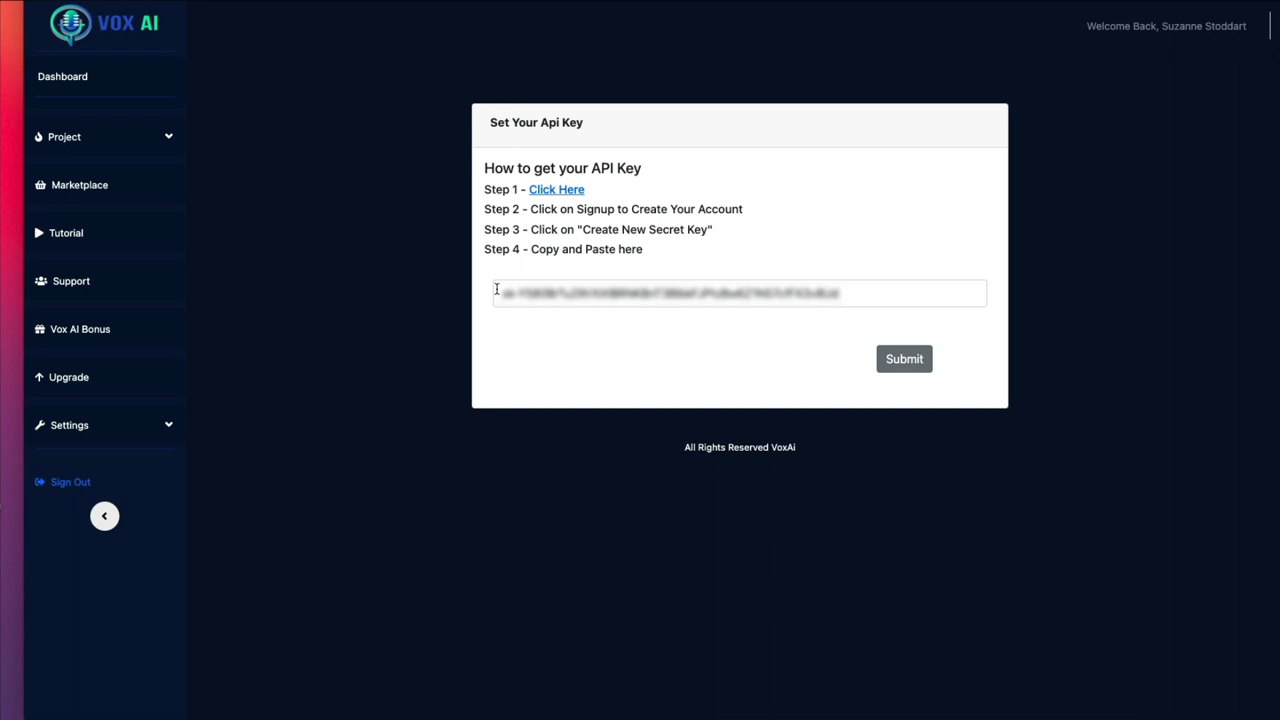 VOX AI
Welcome Back, Suzanne Stoddart
Dashboard
Project
Marketplace
Tutorial
Support
Vox AI Bonus
Upgrade
Settings
Sign Out
Set Your Api Key
How to get your API Key
Step 1 - Click Here
Step 2 - Click on Signup to Create Your Account
Step 3 - Click on "Create New Secret Key"
Step 4 - Copy and Paste here
Submit
All Rights Reserved VoxAi